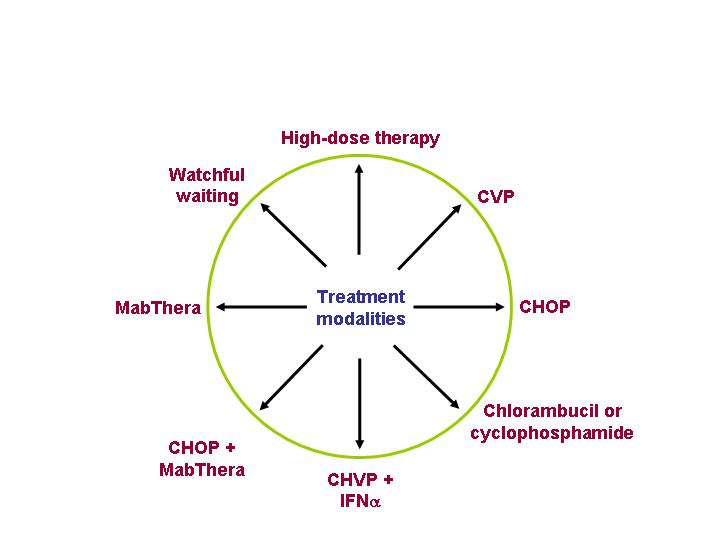 High-dose therapy
Watchful
waiting
CVP
MabThera
Treatment
modalities
CHOP
Chlorambucil or
cyclophosphamide
CHOP +
MabThera
CHVP +
IFNα